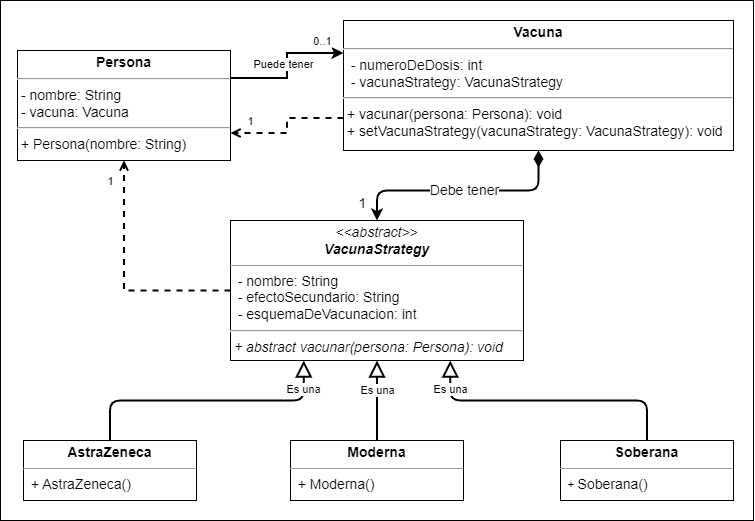 Persona
- nombre: String
- vacuna: Vacuna
+ Persona(nombre: String)
Puede tener
0..1
Vacuna
- numeroDeDosis: int
- vacunaStrategy: VacunaStrategy
+ vacunar(persona: Persona): void
+ setVacunaStrategy(vacunaStrategy: VacunaStrategy): void
1
1
Debe tener
1
<<abstract>>
VacunaStrategy
- nombre: String
- efectoSecundario: String
- esquemaDeVacunacion: int
+ abstract vacunar(persona: Persona): void
Es una
Es una
Es una
AstraZeneca
+ AstraZeneca()
Moderna
+ Moderna()
Soberana
+ Soberana()